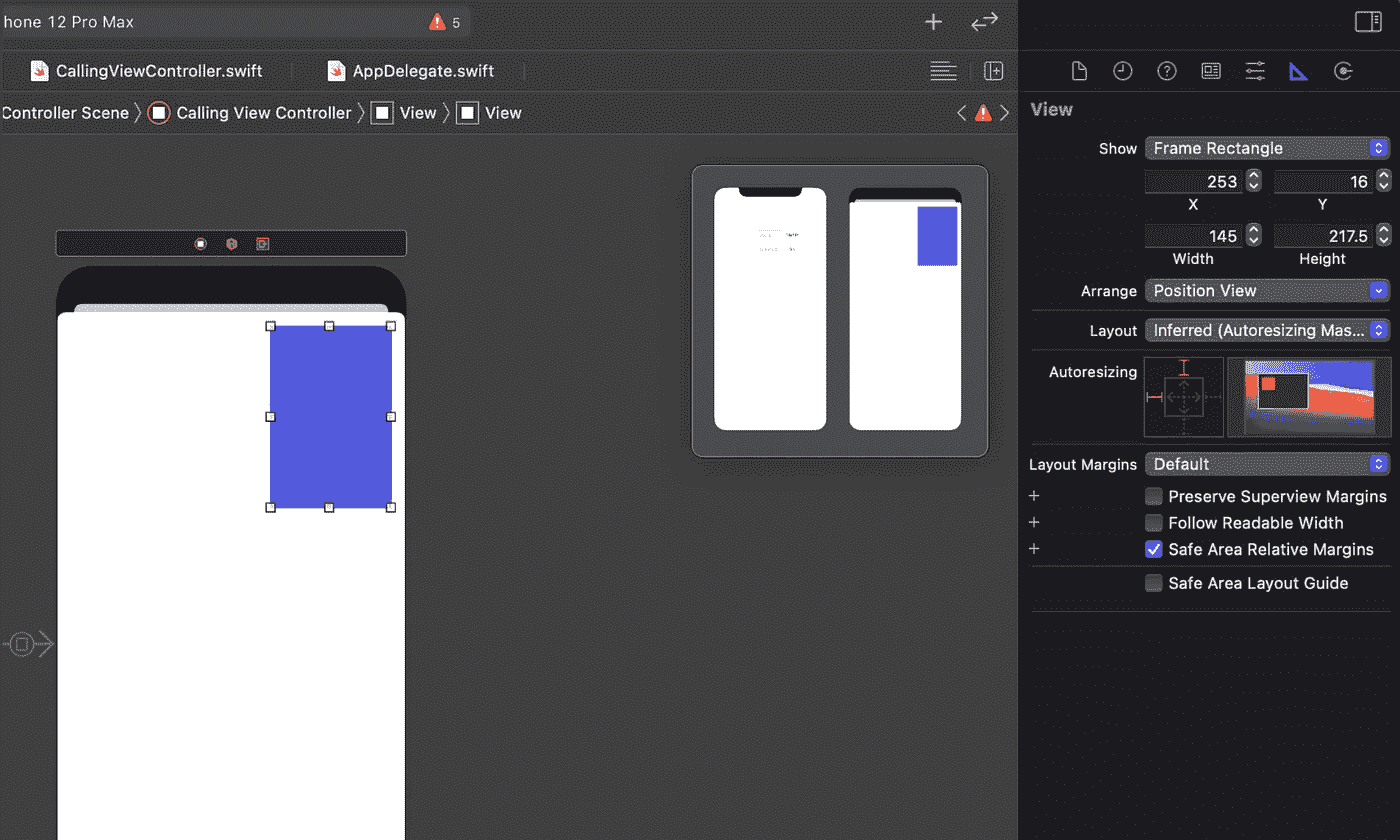 hone 12 Pro Max
5
CallingViewController.swift
AppDelegate.swift
Controller Scene
Calling View Controller
View
View
View
Show
Frame Rectangle
253
16
X
Y
145
217.5
Width
Height
Arrange
Position View
Layout
Inferred (Autoresizing Mas...
Autoresizing
Layout Margins
Default
Preserve Superview Margins
Follow Readable Width
Safe Area Relative Margins
Safe Area Layout Guide